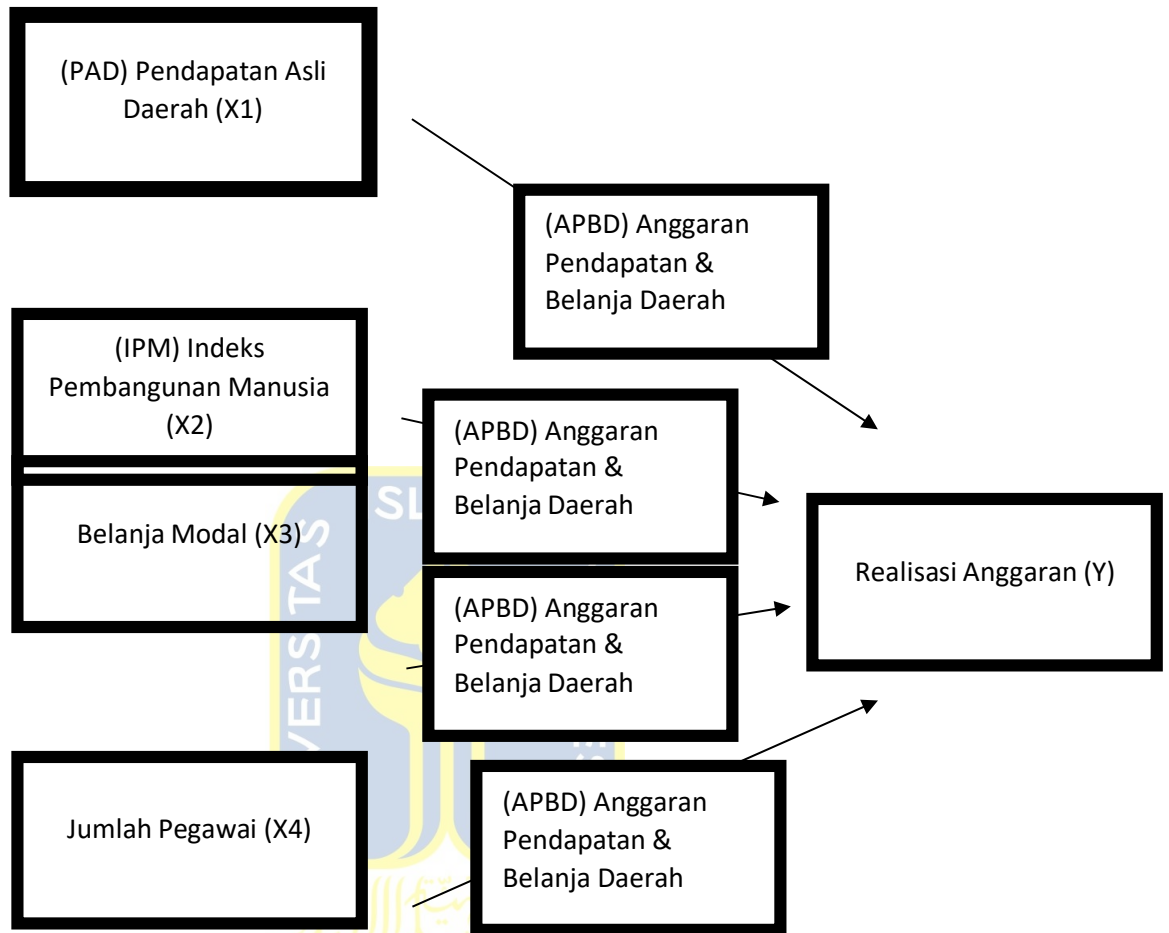 (PAD) Pendapatan Asli
Daerah (X1)
(APBD) Anggaran
Pendapatan &
Belanja Daerah
(IPM) Indeks
Pembangunan Manusia
(X2)
(APBD) Anggaran
Pendapatan &
Belanja Daerah
Belanja Modal (X3)
Realisasi Anggaran (Y)
(APBD) Anggaran
Pendapatan &
Belanja Daerah
Jumlah Pegawai (X4)
(APBD) Anggaran
Pendapatan &
Belanja Daerah